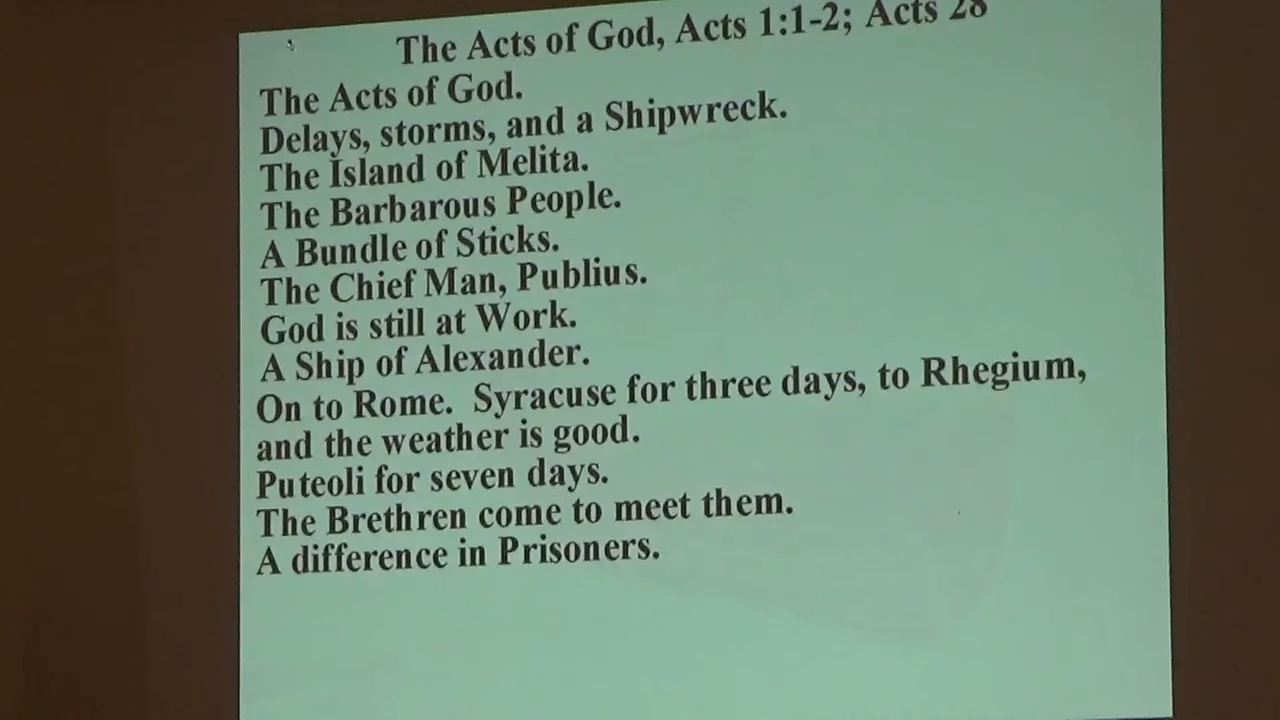 The Acts of God, Acts 1:1-2; Acts 28
The Acts of God.
Delays, storms, and a Shipwreck.
The Island of Melita.
The Barbarous People.
A Bundle of Sticks.
The Chief Man, Publius.
God is still at Work.
A Ship of Alexander.
On to Rome.  Syracuse for three days, to Rhegium,
and the weather is good.
Puteoli for seven days.
The Brethren come to meet them.
A difference in Prisoners.